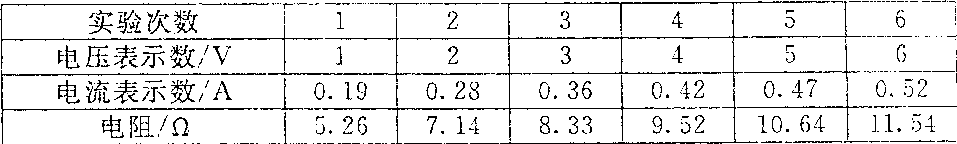 实验次数 1 2 3 4 5 6
电压表示数/V 1 2 3 4 5 6
电流表示数/A 0.19 0.28 0.36 0.42 0.47 0.52
电阻/Ω 5.26 7.14 8.33 9.52 10.64 11.54